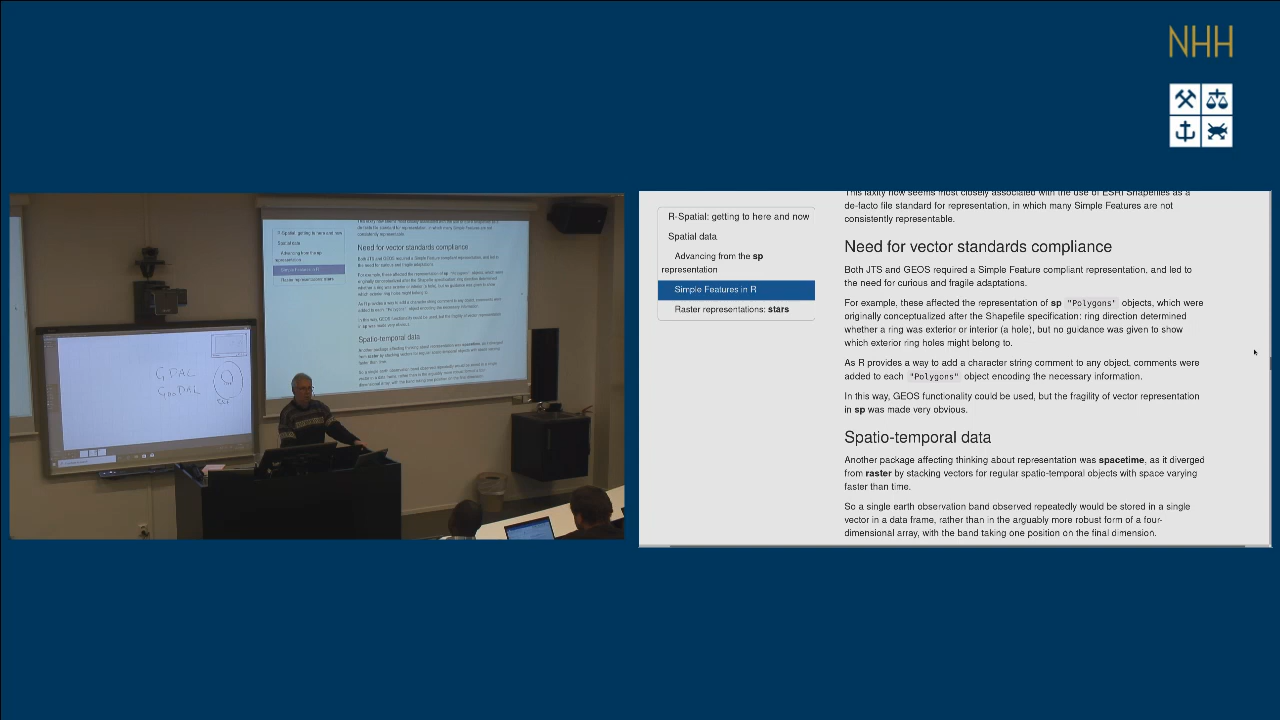 NHH
R-Spatial: getting to here and now
Spatial data
Advancing from the sp
representation
Simple Features in R
Raster representations: stars
This laxity now seems most closely associated with the use of ESRI Shapefiles as a
de-facto file standard for representation, in which many Simple Features are not
consistently representable.
Need for vector standards compliance
Both JTS and GEOS required a Simple Feature compliant representation, and led to
the need for curious and fragile adaptations.
For example, these affected the representation of sp "Polygons" objects, which were
originally conceptualized after the Shapefile specification: ring direction determined
whether a ring was exterior or interior (a hole), but no guidance was given to show
which exterior ring holes might belong to.
As R provides a way to add a character string comment to any object, comments were
added to each "Polygons" object encoding the necessary information.
In this way, GEOS functionality could be used, but the fragility of vector representation
in sp was made very obvious.
Spatio-temporal data
Another package affecting thinking about representation was spacetime, as it diverged
from raster by stacking vectors for regular spatio-temporal objects with space varying
faster than time.
So a single earth observation band observed repeatedly would be stored in a single
vector in a data frame, rather than in the arguably more robust form of a four-
dimensional array, with the band taking one position on the final dimension.